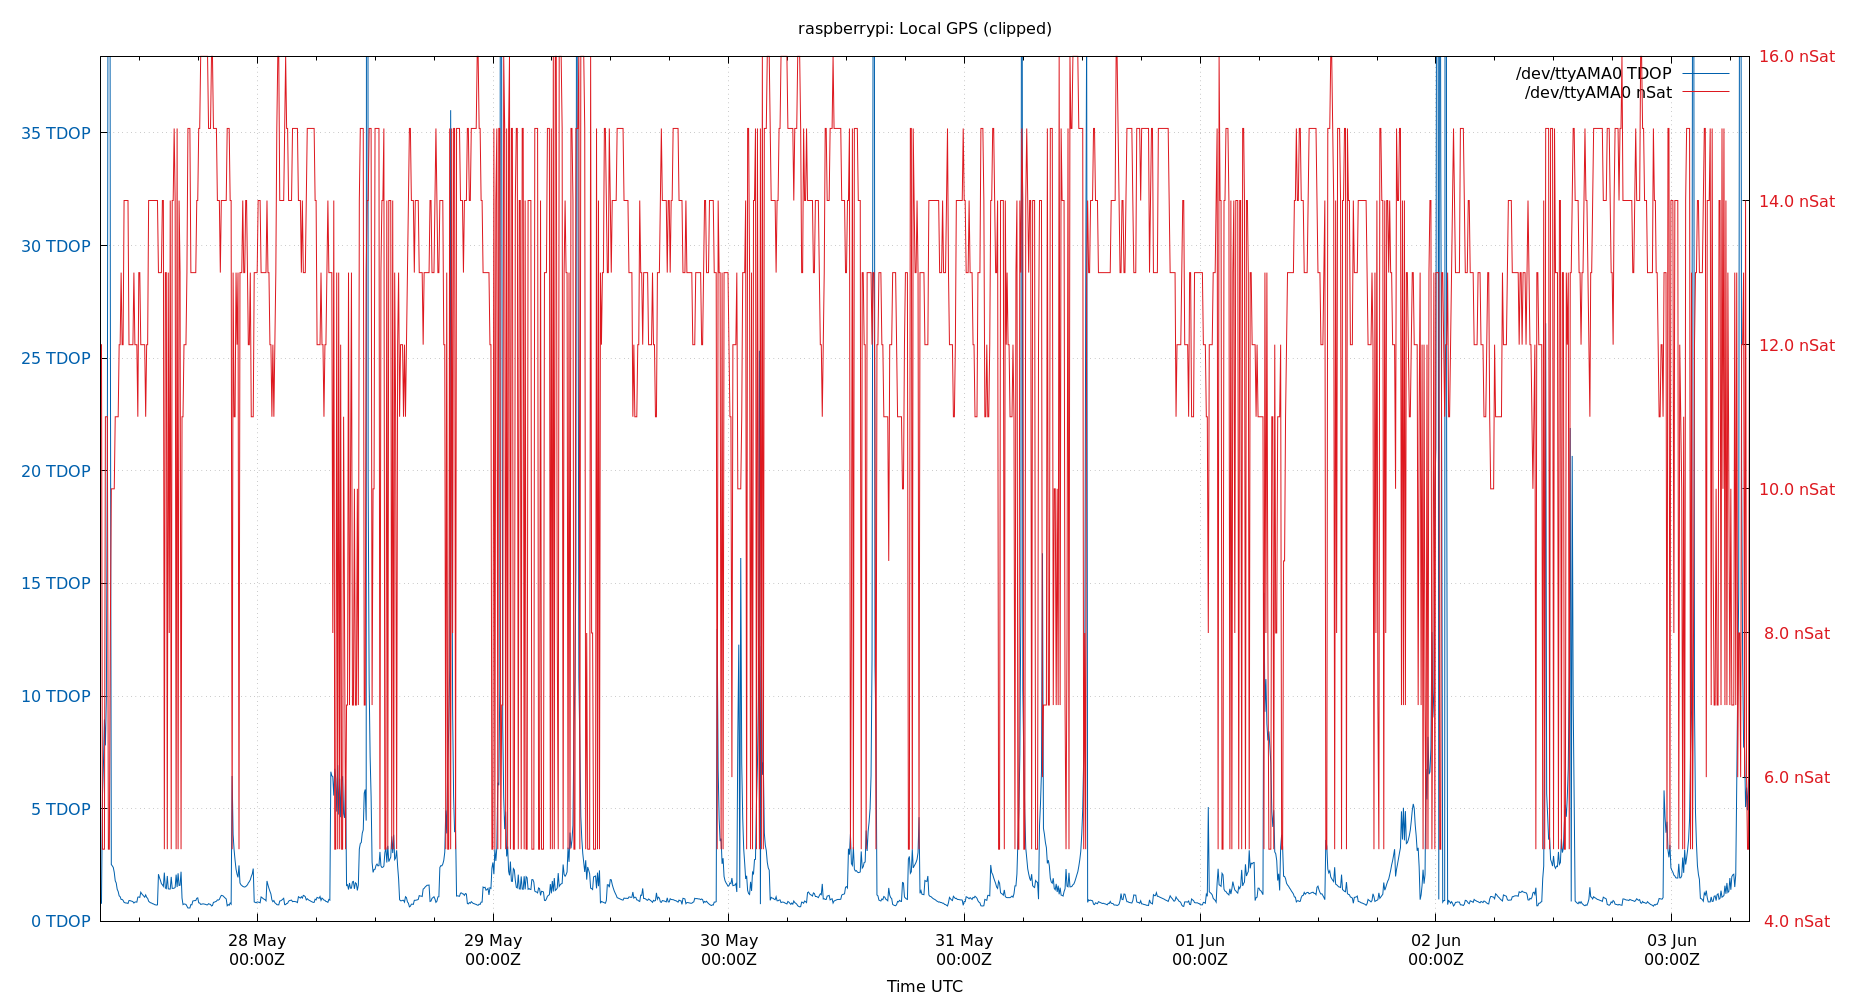 raspberrypi: Local GPS (clipped)
16.0 nSat
/dev/ttyAMA0 TDOP
/dev/ttyAMA0 nSat
35 TDOP
14.0 nSat
30 TDOP
12.0 nSat
25 TDOP
20 TDOP
10.0 nSat
15 TDOP
8.0 nSat
10 TDOP
6.0 nSat
5 TDOP
0 TDOP
4.0 nSat
28 May 29 May 30 May 31 May 01 Jun 02 Jun 03 Jun
00:00Z 00:00Z 00:00Z 00:00Z 00:00Z 00:00Z 00:00Z
Time UTC